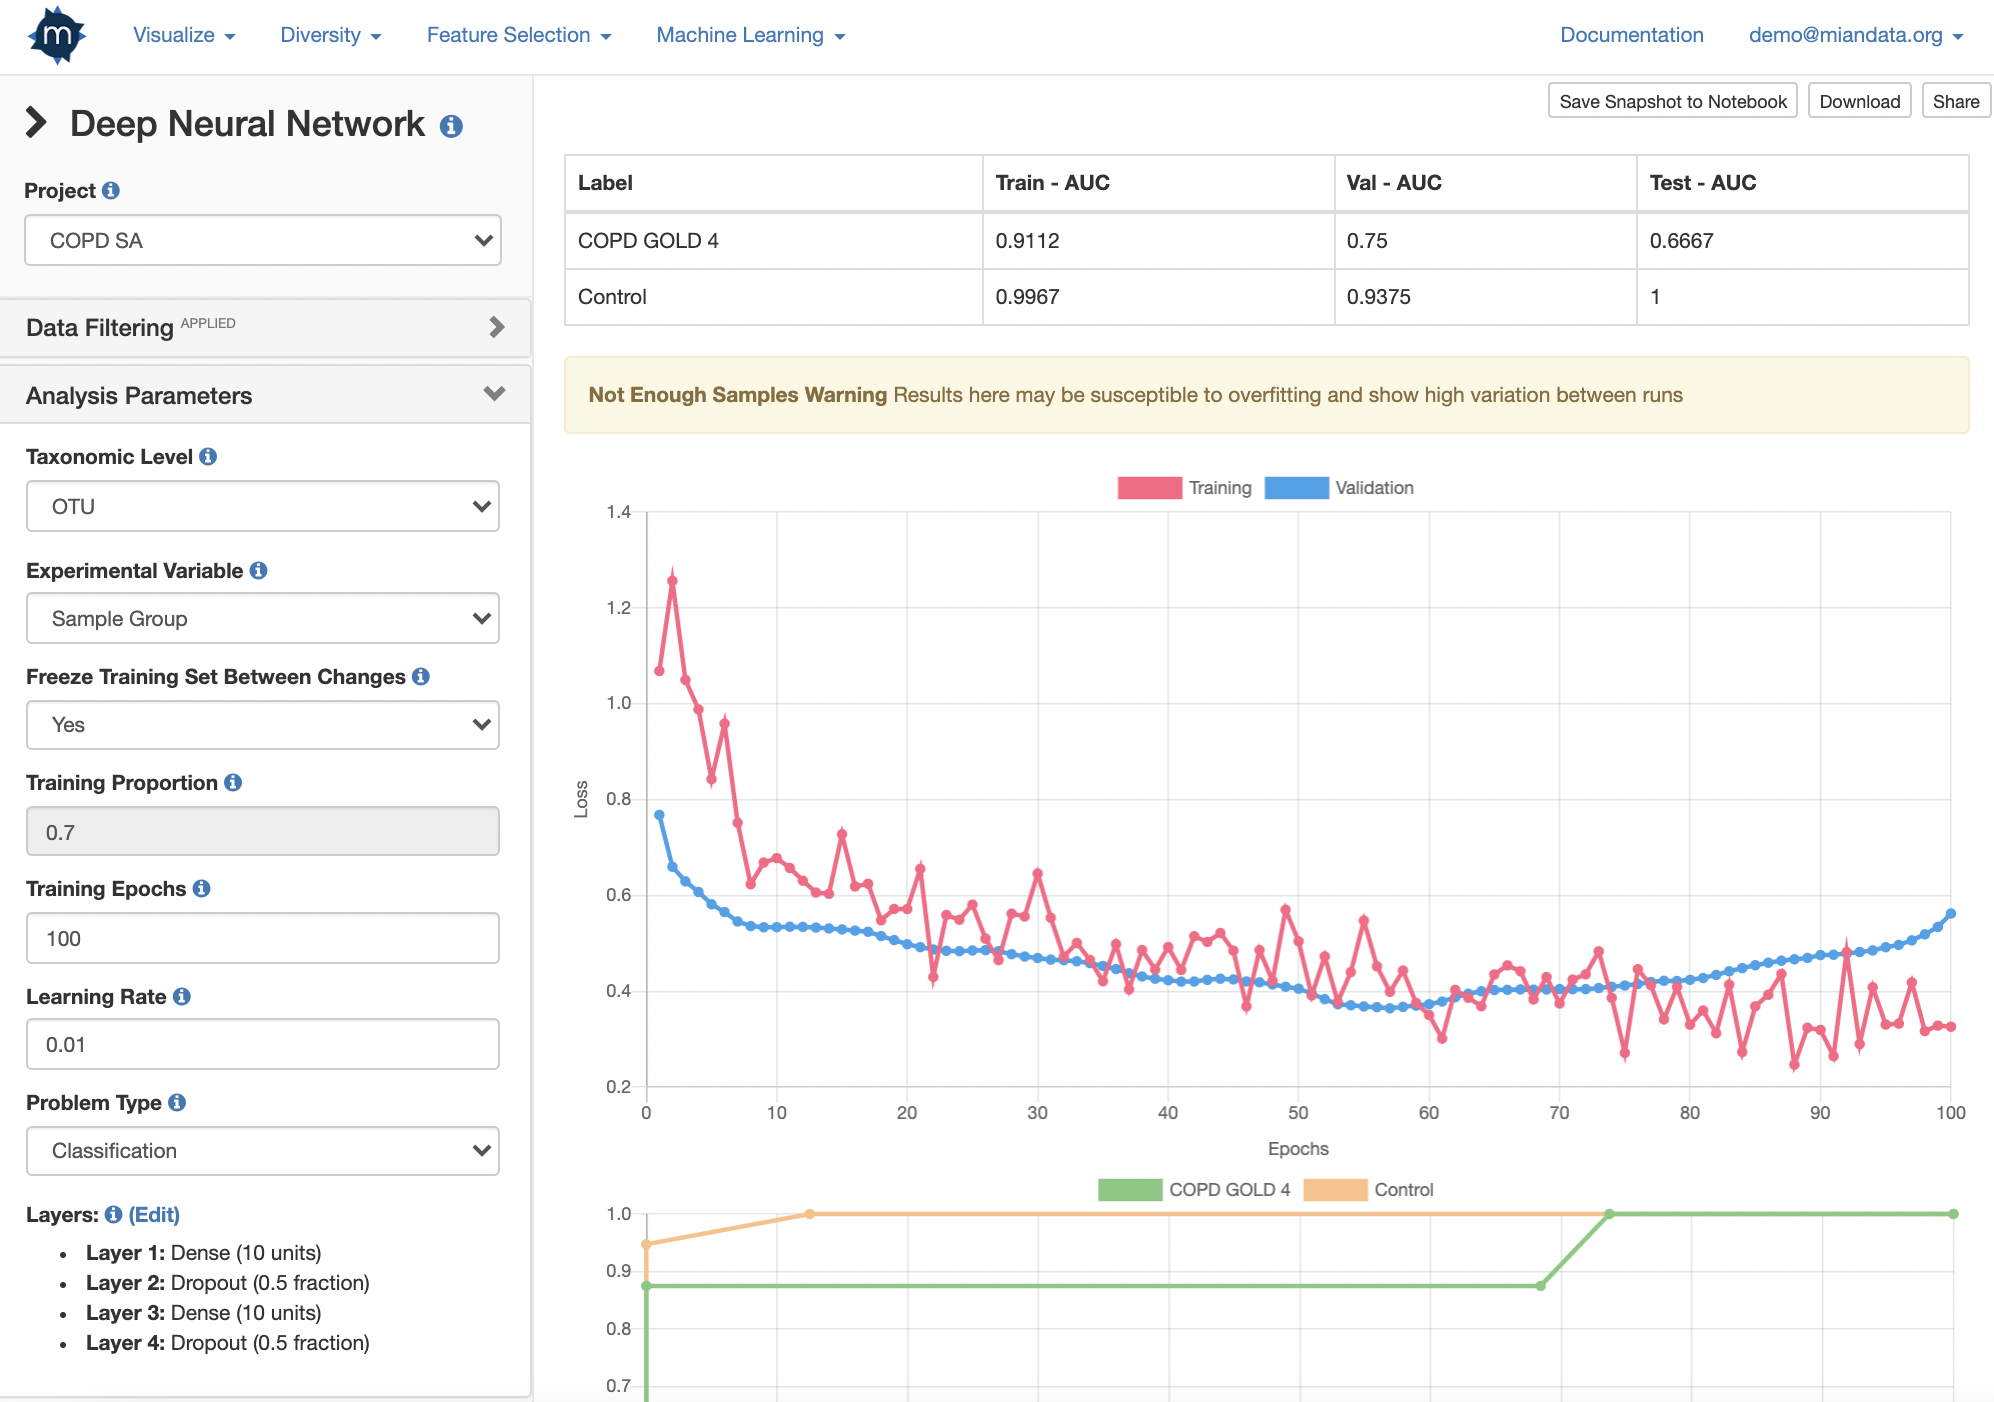 m Visualize Diversity Feature Selection Machine Learning Documentation demo@miandata.org
Deep Neural Network
Project
COPD SA
Data Filtering APPLIED
Analysis Parameters
Taxonomic Level
OTU
Experimental Variable
Sample Group
Freeze Training Set Between Changes
Yes
Training Proportion
0.7
Training Epochs
100
Learning Rate
0.01
Problem Type
Classification
Layers: (Edit)
Layer 1: Dense (10 units)
Layer 2: Dropout (0.5 fraction)
Layer 3: Dense (10 units)
Layer 4: Dropout (0.5 fraction)
Save Snapshot to Notebook Download Share
Label Train - AUC Val - AUC Test - AUC
COPD GOLD 4 0.9112 0.75 0.6667
Control 0.9967 0.9375 1
Not Enough Samples Warning Results here may be susceptible to overfitting and show high variation between runs
Training Validation
1.4
1.2
1.0
0.8
0.6
0.4
0.2
Loss
0 10 20 30 40 50 60 70 80 90 100
Epochs
COPD GOLD 4 Control
1.0
0.9
0.8
0.7